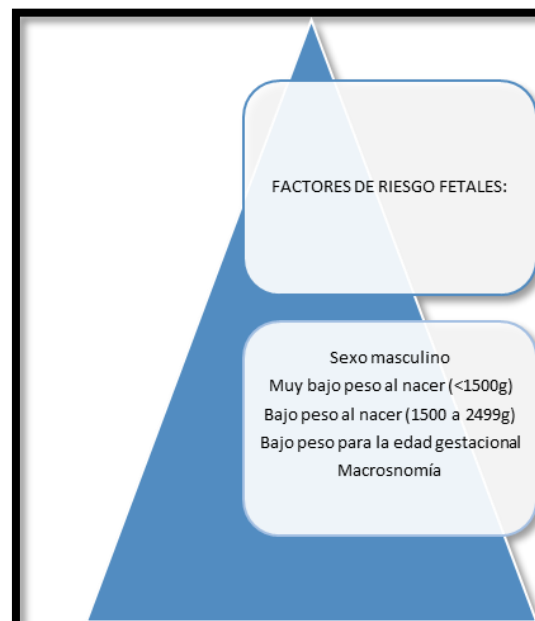 FACTORES DE RIESGO FETALES:
Sexo masculino
Muy bajo peso al nacer (<1500g)
Bajo peso al nacer (1500 a 2499g)
Bajo peso para la edad gestacional
Macrosnomía